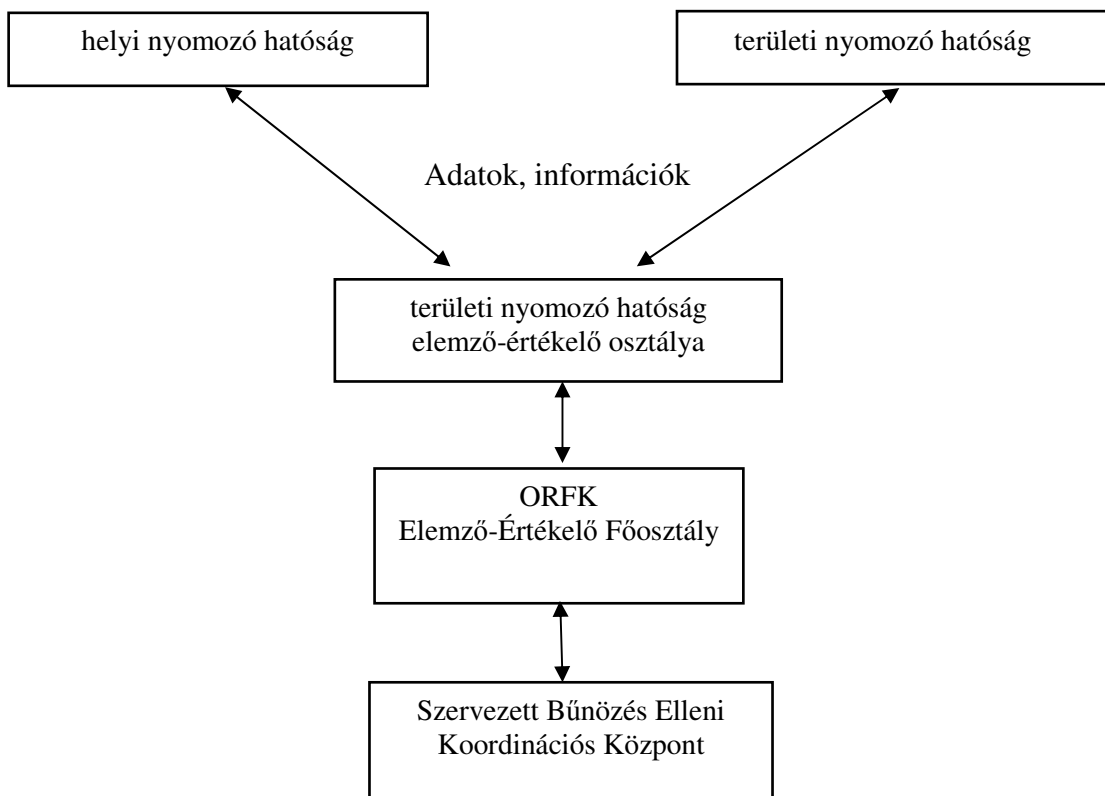 helyi nyomozó hatóság
területi nyomozó hatóság
Adatok, információk
területi nyomozó hatóság
elemző-értékelő osztálya
ORFK
Elemző-Értékelő Főosztály
Szervezett Bűnözés Elleni
Koordinációs Központ